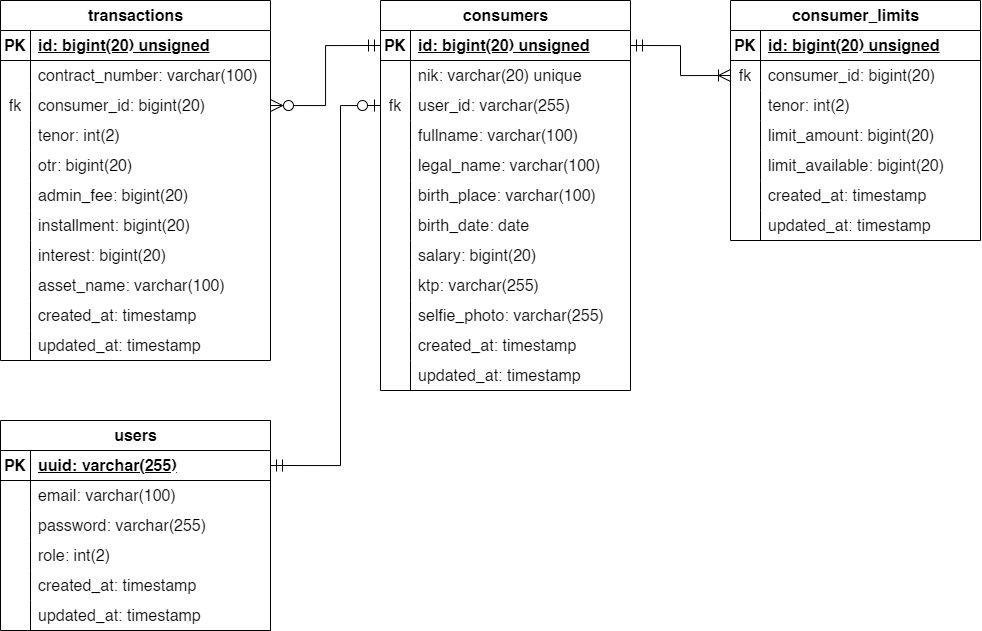 transactions
PK id: bigint(20) unsigned
contract_number: varchar(100)
fk consumer_id: bigint(20)
tenor: int(2)
otr: bigint(20)
admin_fee: bigint(20)
installment: bigint(20)
interest: bigint(20)
asset_name: varchar(100)
created_at: timestamp
updated_at: timestamp
consumers
PK id: bigint(20) unsigned
nik: varchar(20) unique
fk user_id: varchar(255)
fullname: varchar(100)
legal_name: varchar(100)
birth_place: varchar(100)
birth_date: date
salary: bigint(20)
ktp: varchar(255)
selfie_photo: varchar(255)
created_at: timestamp
updated_at: timestamp
consumer_limits
PK id: bigint(20) unsigned
fk consumer_id: bigint(20)
tenor: int(2)
limit_amount: bigint(20)
limit_available: bigint(20)
created_at: timestamp
updated_at: timestamp
users
PK uuid: varchar(255)
email: varchar(100)
password: varchar(255)
role: int(2)
created_at: timestamp
updated_at: timestamp